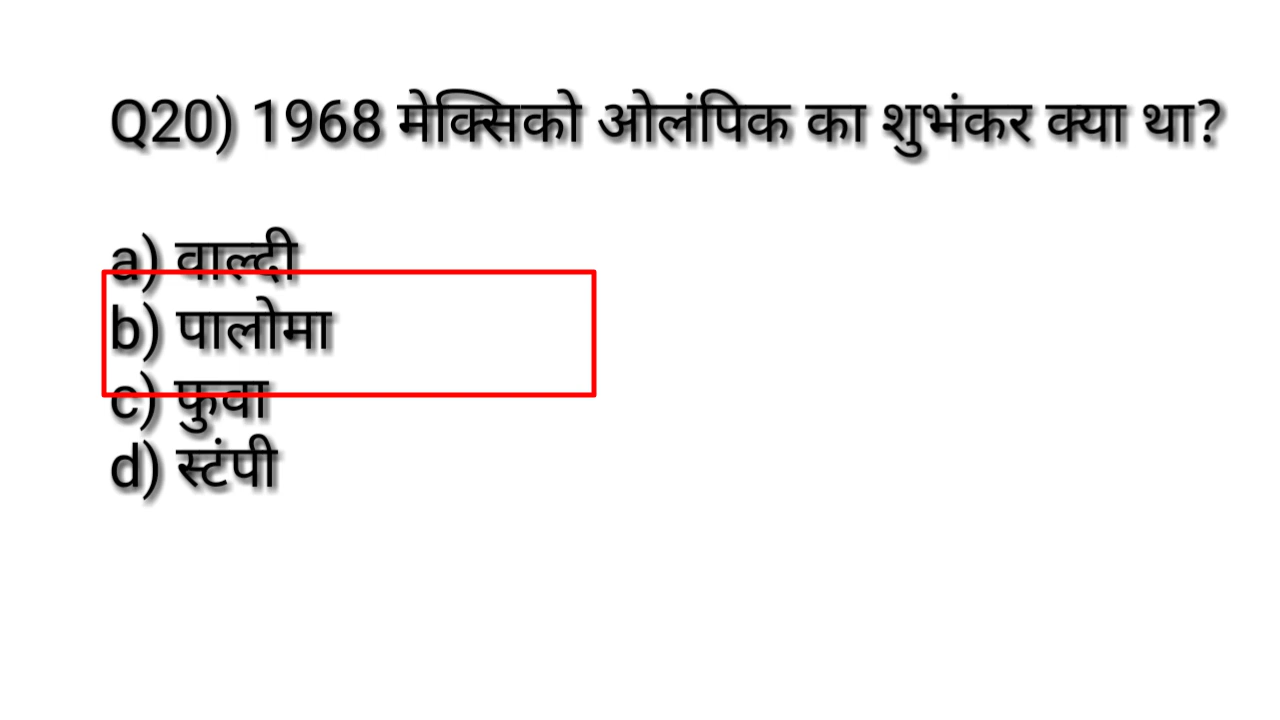 Q20) 1968 मेक्सिको ओलंपिक का शुभंकर क्या था?
a) वाल्दी
b) पालोमा
c) फुवा
d) स्टंपी